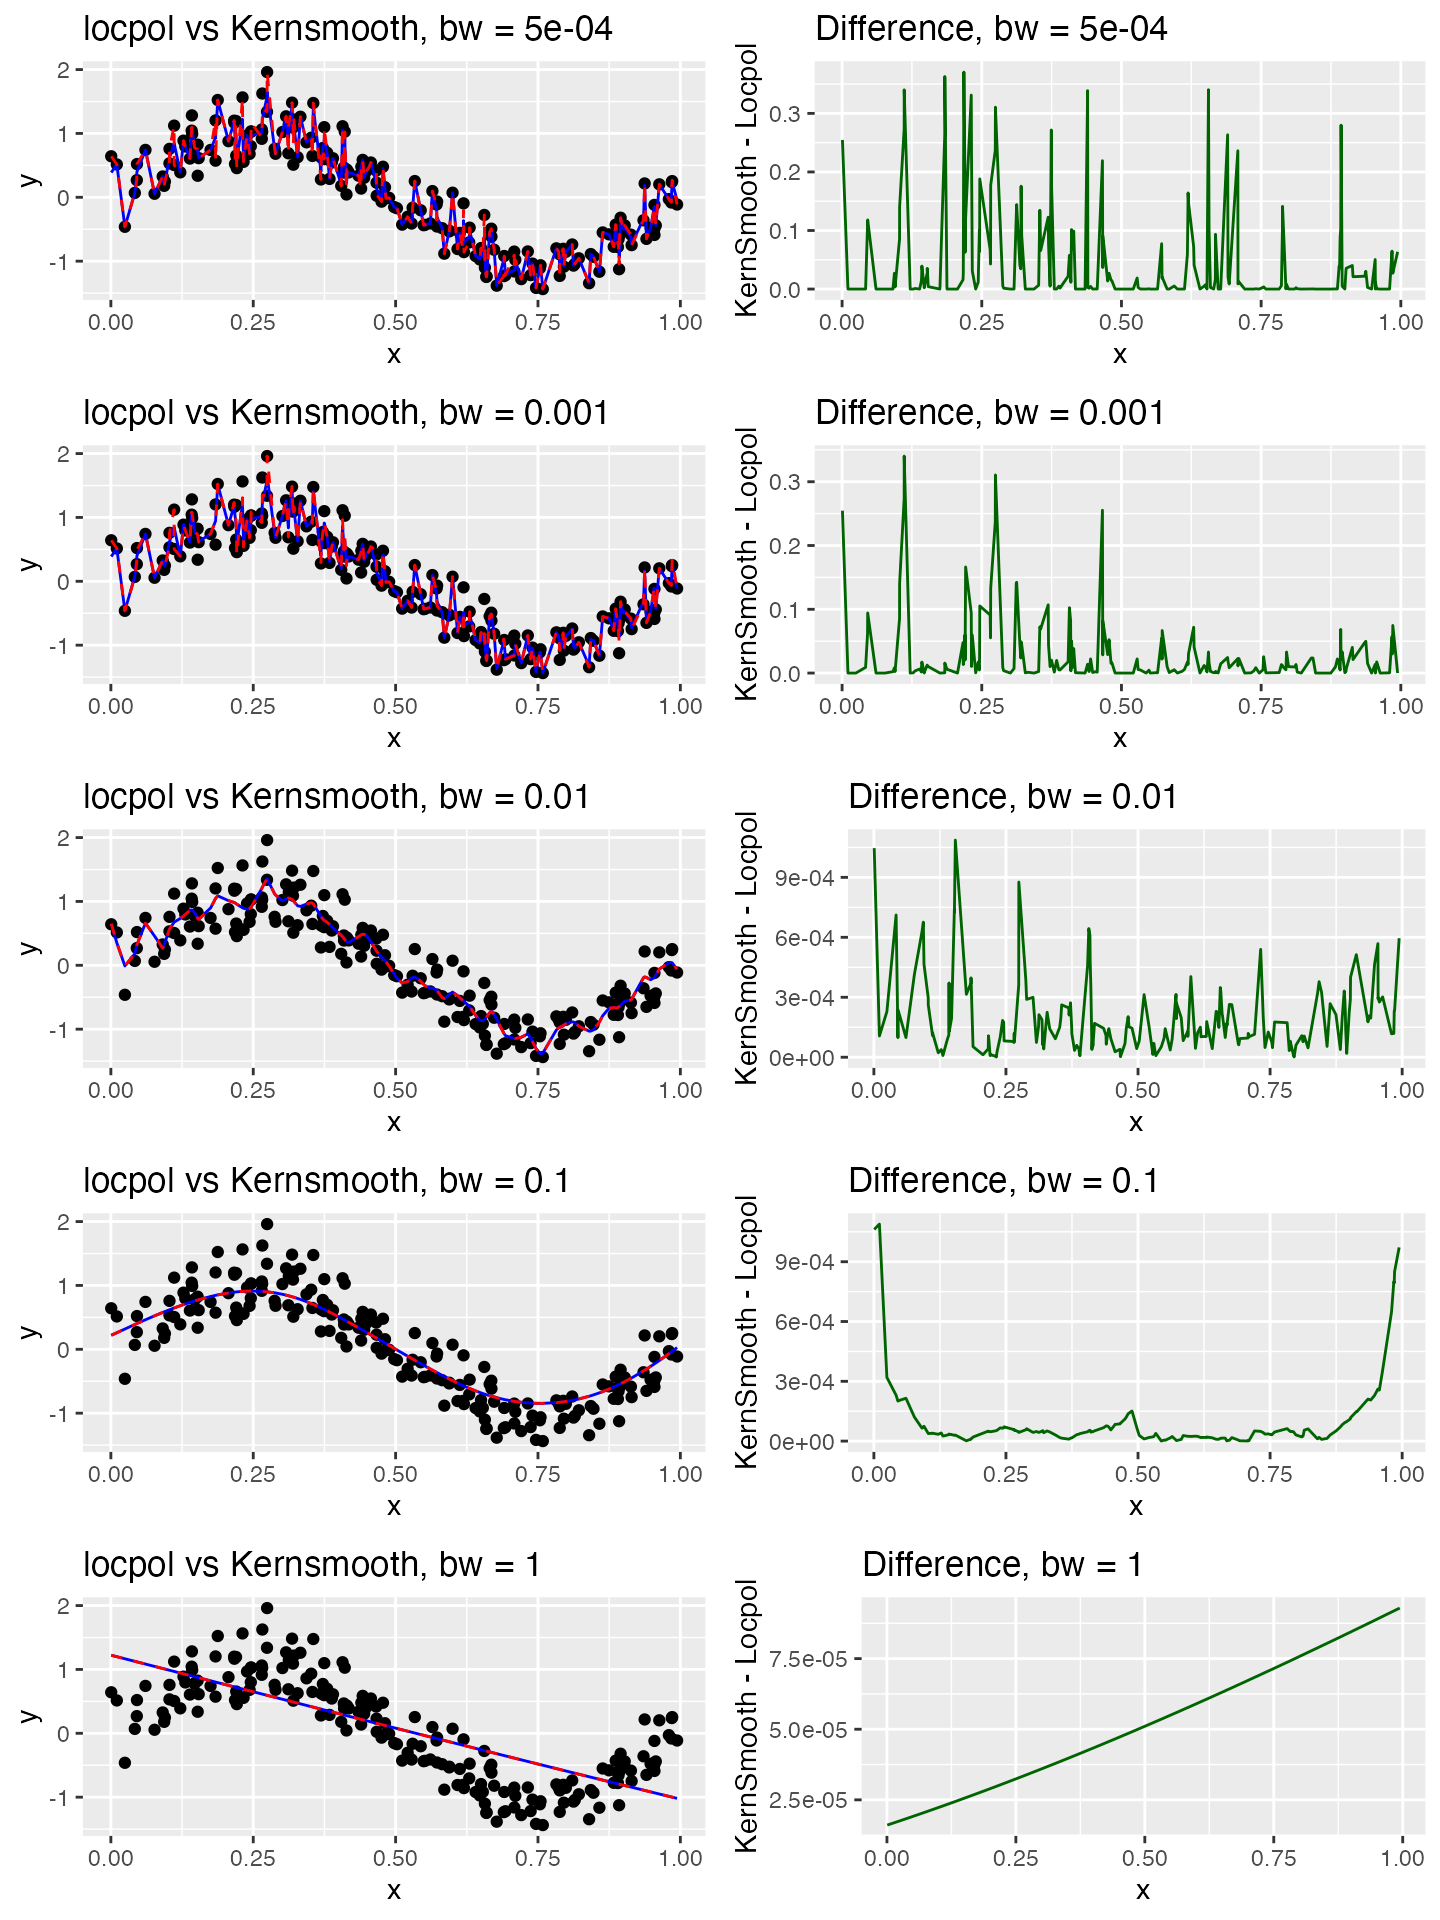 locpol vs Kernsmooth, bw = 5e-04
Difference, bw = 5e-04
2
1
0
-1
y
0.00 0.25 0.50 0.75 1.00
x
0.3
0.2
0.1
0.0
KernSmooth - Locpol
0.00 0.25 0.50 0.75 1.00
x
locpol vs Kernsmooth, bw = 0.001
Difference, bw = 0.001
2
1
0
-1
y
0.00 0.25 0.50 0.75 1.00
x
0.3
0.2
0.1
0.0
KernSmooth - Locpol
0.00 0.25 0.50 0.75 1.00
x
locpol vs Kernsmooth, bw = 0.01
Difference, bw = 0.01
2
1
0
-1
y
0.00 0.25 0.50 0.75 1.00
x
9e-04
6e-04
3e-04
0e+00
KernSmooth - Locpol
0.00 0.25 0.50 0.75 1.00
x
locpol vs Kernsmooth, bw = 0.1
Difference, bw = 0.1
2
1
0
-1
y
0.00 0.25 0.50 0.75 1.00
x
9e-04
6e-04
3e-04
0e+00
KernSmooth - Locpol
0.00 0.25 0.50 0.75 1.00
x
locpol vs Kernsmooth, bw = 1
Difference, bw = 1
2
1
0
-1
y
0.00 0.25 0.50 0.75 1.00
x
7.5e-05
5.0e-05
2.5e-05
KernSmooth - Locpol
0.00 0.25 0.50 0.75 1.00
x